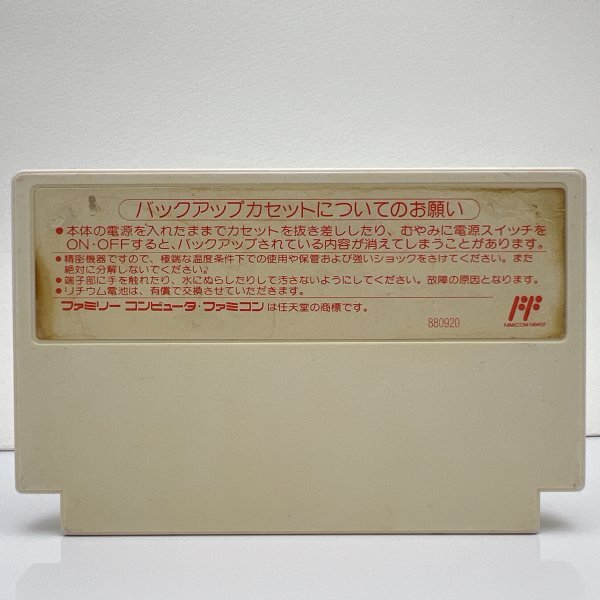 バックアップカセットについてのお願い
●本体の電源を入れたままでカセットを抜き差ししたり、むやみに電源スイッチを
ON・OFFすると、バックアップされている内容が消えてしまうことがあります。
●精密機器ですので、極端な温度条件下での使用や保管および強いショックをさけてください。また
絶対に分解しないでください。
●端子部に手を触れたり、水にぬらしたりして汚さないようにしてください。故障の原因となります。
●リチウム電池は、有償で交換させていただきます。
ファミリーコンピュータ・ファミコンは任天堂の商標です。
880920
FAMICOM FAMILY